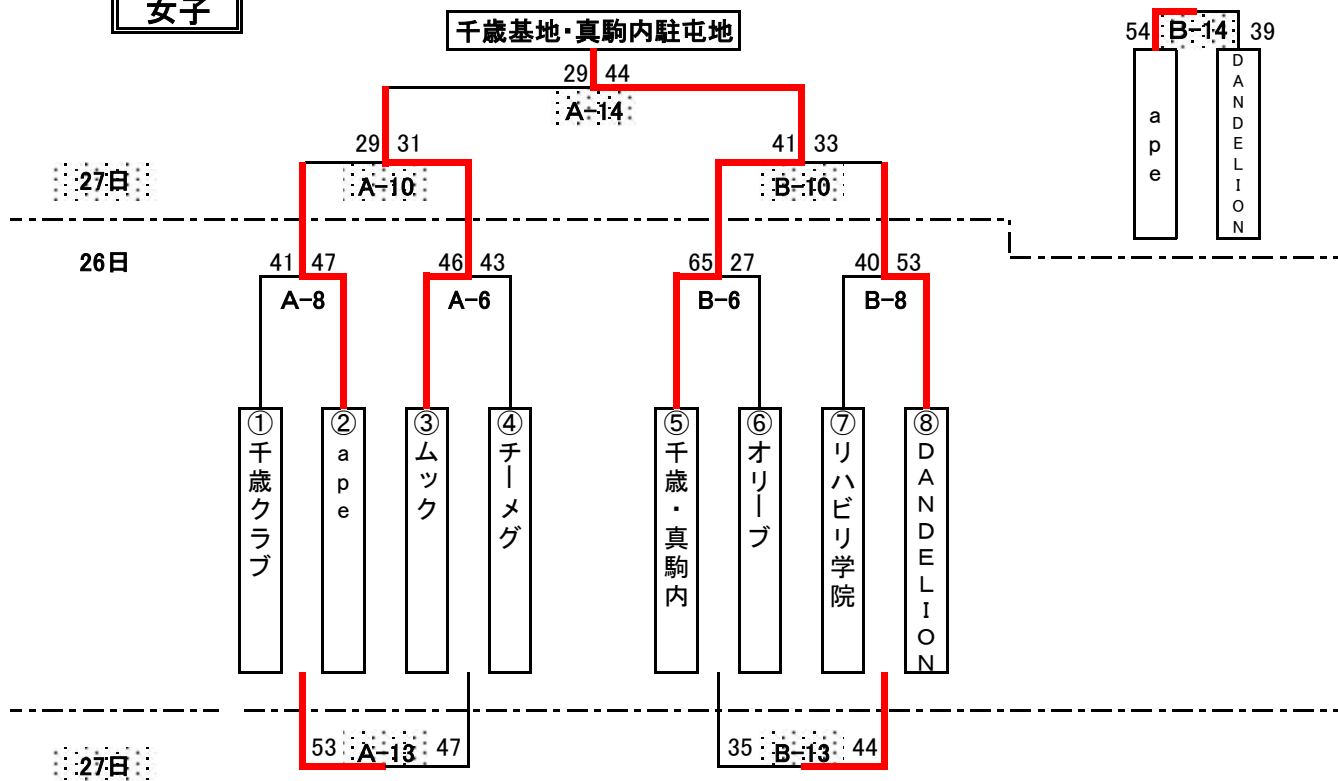 女子
千歳基地・真駒内駐屯地
54 B-14 39
ape
DANDELION
29 44
A-14
29 31
41 33
27日
A-10
B-10
26日
41 47
46 43
65 27
40 53
A-8
A-6
B-6
B-8
①千歳クラブ
②ape
③ムック
④チーメグ
⑤千歳・真駒内
⑥オリーブ
⑦リハビリ学院
⑧DANDELION
53 A-13 47
35 B-13 44
27日